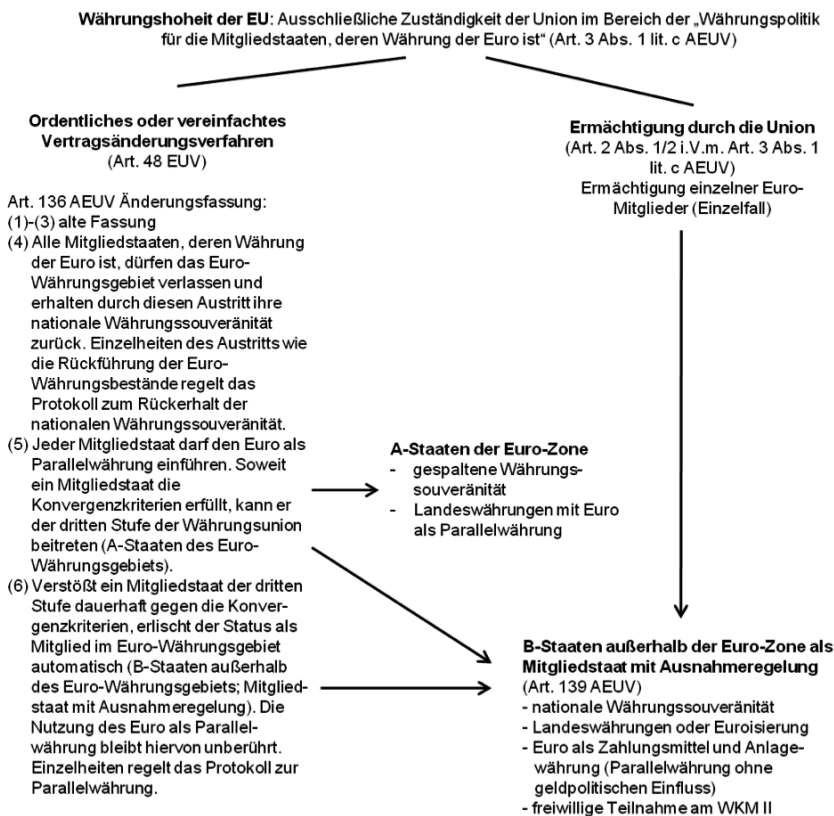 Währungshoheit der EU: Ausschließliche Zuständigkeit der Union im Bereich der „Währungspolitik
für die Mitgliedstaaten, deren Währung der Euro ist“ (Art. 3 Abs. 1 lit. c AEUV)
Ordentliches oder vereinfachtes
Vertragsänderungsverfahren
(Art. 48 EUV)
Art. 136 AEUV Änderungsfassung:
(1)-(3) alte Fassung
(4) Alle Mitgliedstaaten, deren Währung
der Euro ist, dürfen das Euro-
Währungsgebiet verlassen und
erhalten durch diesen Austritt ihre
nationale Währungssouveränität
zurück. Einzelheiten des Austritts wie
die Rückführung der Euro-
Währungsbestände regelt das
Protokoll zum Rückerhalt der
nationalen Währungssouveränität.
(5) Jeder Mitgliedstaat darf den Euro als
Parallelwährung einführen. Soweit
ein Mitgliedstaat die
Konvergenzkriterien erfüllt, kann er
der dritten Stufe der Währungsunion
beitreten (A-Staaten des Euro-
Währungsgebiets).
(6) Verstößt ein Mitgliedstaat der dritten
Stufe dauerhaft gegen die Konver-
genzkriterien, erlischt der Status als
Mitglied im Euro-Währungsgebiet
automatisch (B-Staaten außerhalb
des Euro-Währungsgebiets; Mitglied-
staat mit Ausnahmeregelung). Die
Nutzung des Euro als Parallel-
währung bleibt hiervon unberührt.
Einzelheiten regelt das Protokoll zur
Parallelwährung.
Ermächtigung durch die Union
(Art. 2 Abs. 1/2 i.V.m. Art. 3 Abs. 1
lit. c AEUV)
Ermächtigung einzelner Euro-
Mitglieder (Einzelfall)
A-Staaten der Euro-Zone
- gespaltene Währungs-
souveränität
- Landeswährungen mit Euro
als Parallelwährung
B-Staaten außerhalb der Euro-Zone als
Mitgliedstaat mit Ausnahmeregelung
(Art. 139 AEUV)
- nationale Währungssouveränität
- Landeswährungen oder Euroisierung
- Euro als Zahlungsmittel und Anlage-
währung (Parallelwährung ohne
geldpolitischen Einfluss)
- freiwillige Teilnahme am WKM II